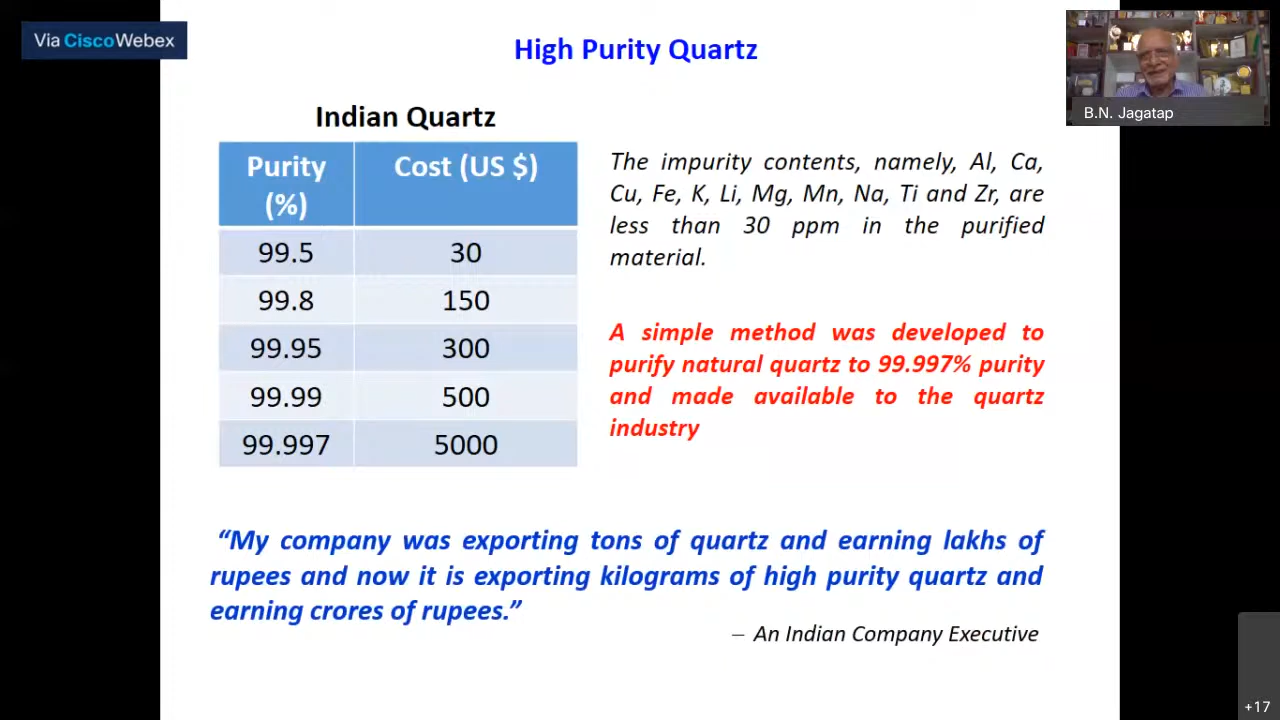 Via CiscoWebex
High Purity Quartz
B.N. Jagatap
Indian Quartz
Purity Cost (US $)
(%)
99.5 30
99.8 150
99.95 300
99.99 500
99.997 5000
The impurity contents, namely, Al, Ca,
Cu, Fe, K, Li, Mg, Mn, Na, Ti and Zr, are
less than 30 ppm in the purified
material.
A simple method was developed to
purify natural quartz to 99.997% purity
and made available to the quartz
industry
“My company was exporting tons of quartz and earning lakhs of
rupees and now it is exporting kilograms of high purity quartz and
earning crores of rupees.”
– An Indian Company Executive
+17